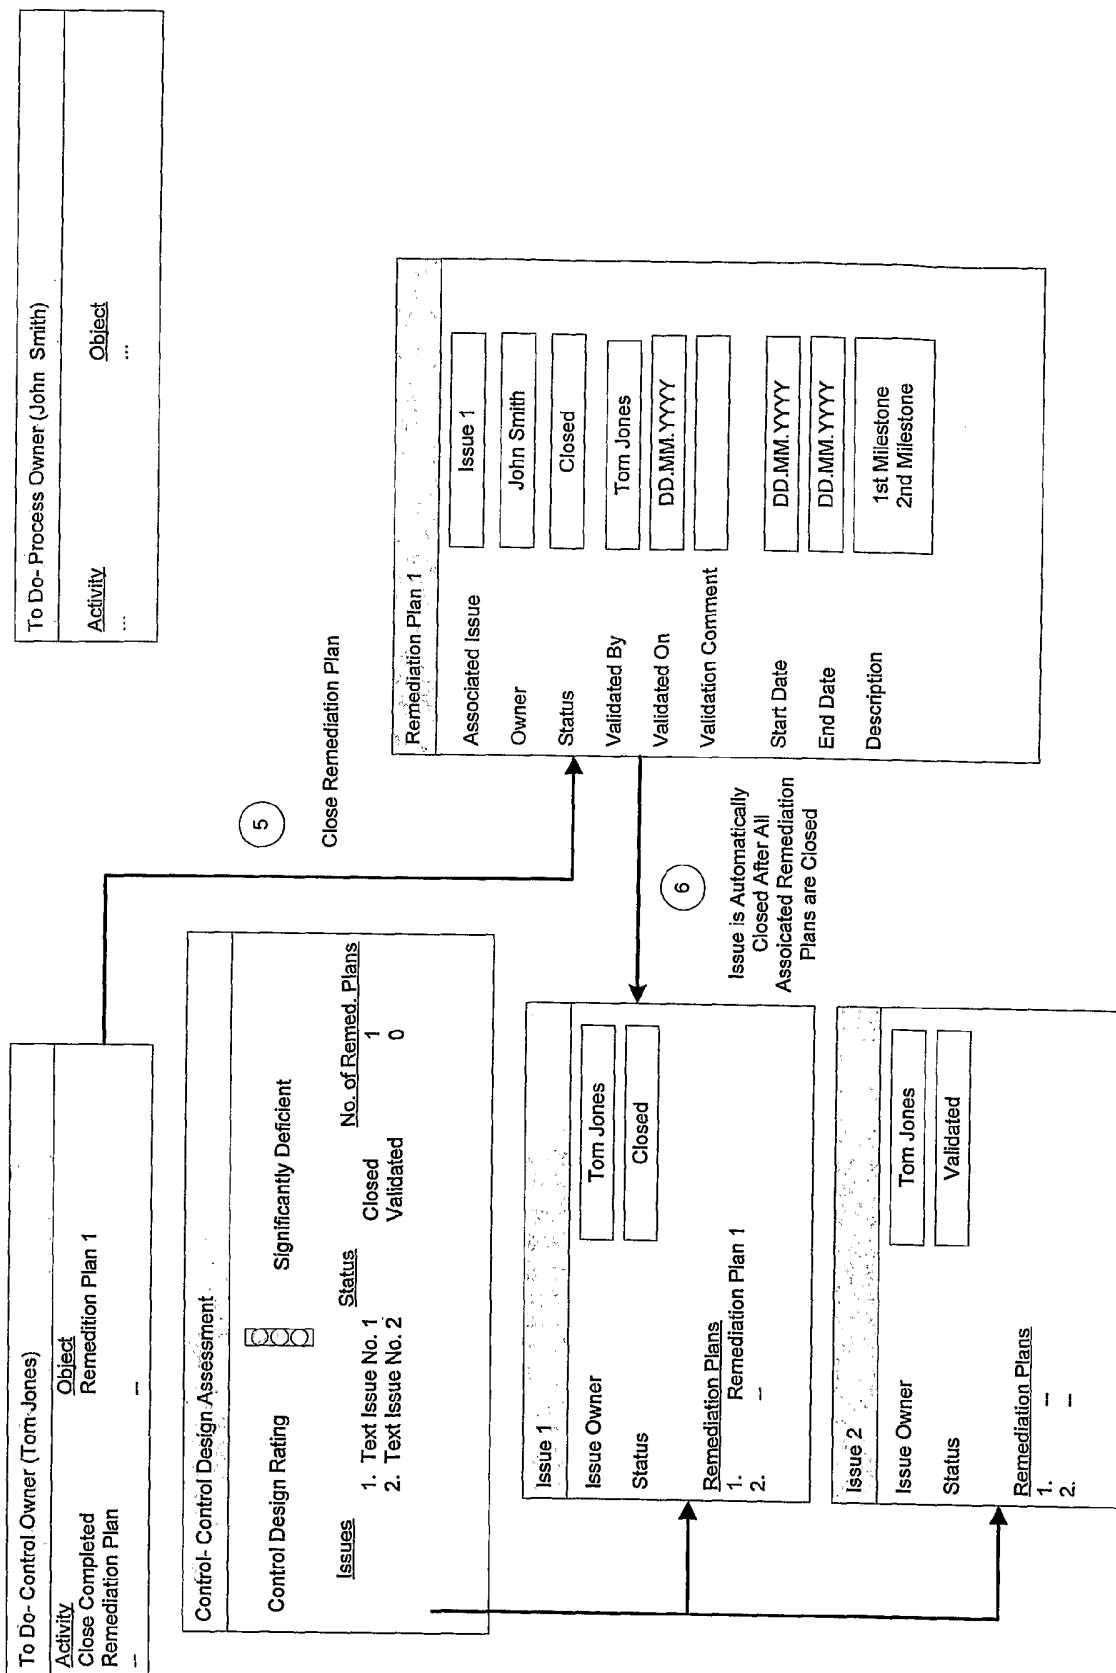 To Do- Control Owner (Tom Jones)
Activity Object
Close Completed Remedition Plan 1
Remediation Plan
-- --
To Do- Process Owner (John Smith)
Activity Object
... ...
5
Close Remediation Plan
Control- Control Design Assessment
Control Design Rating Significantly Deficient
Issues Status No. of Remed. Plans
1. Text Issue No. 1 Closed 1
2. Text Issue No. 2 Validated 0
Remediation Plan 1
Associated Issue Issue 1
Owner John Smith
Status Closed
Validated By Tom Jones
Validated On DD.MM.YYYY
Validation Comment
Start Date DD.MM.YYYY
End Date DD.MM.YYYY
Description 1st Milestone
2nd Milestone
6
Issue is Automatically
Closed After All
Assoicated Remediation
Plans are Closed
Issue 1
Issue Owner Tom Jones
Status Closed
Remediation Plans
1. Remediation Plan 1
2. --
Issue 2
Issue Owner Tom Jones
Status Validated
Remediation Plans
1. --
2. --